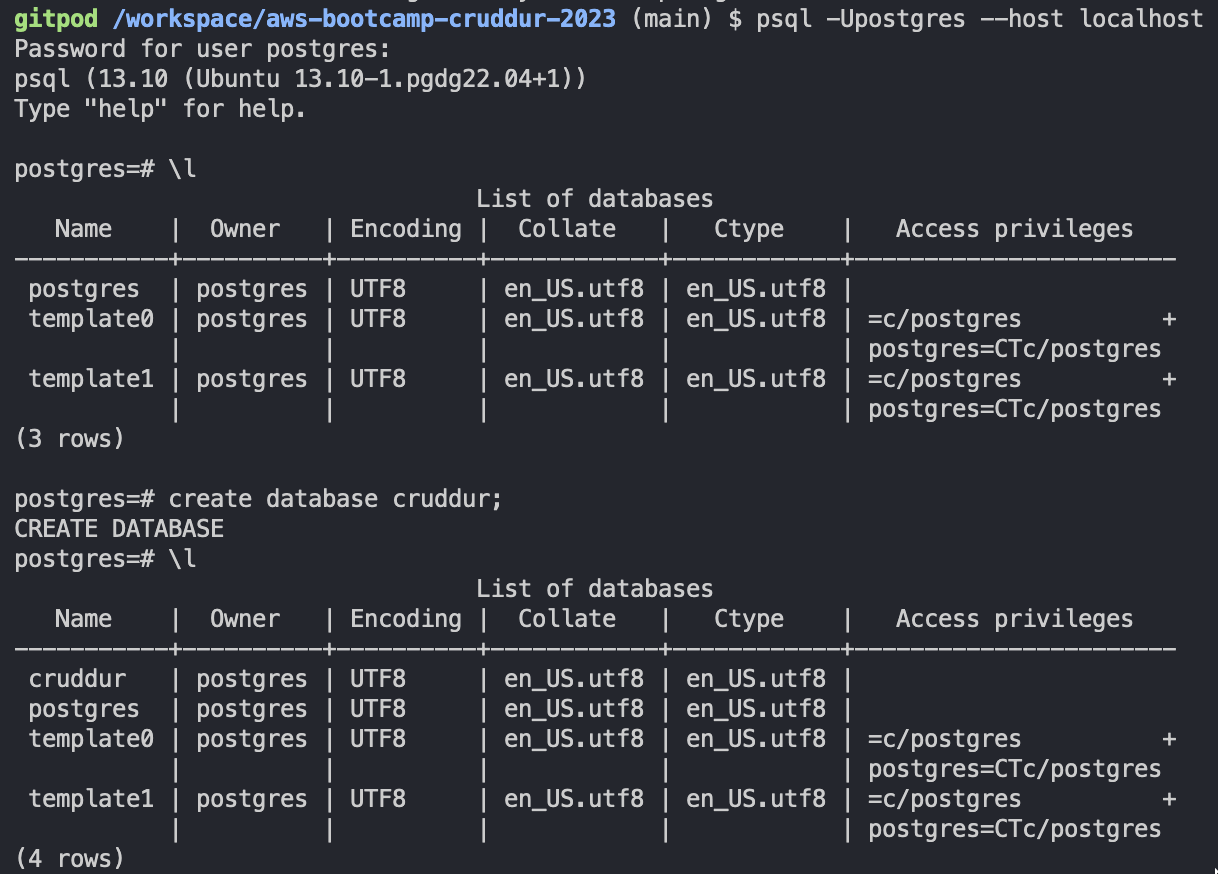 gitpod /workspace/aws-bootcamp-cruddur-2023 (main) $ psql -Upostgres --host localhost
Password for user postgres:
psql (13.10 (Ubuntu 13.10-1.pgdg22.04+1))
Type "help" for help.

postgres=# \l
                                 List of databases
   Name    |  Owner   | Encoding |  Collate   |   Ctype    |   Access privileges
-----------+----------+----------+------------+------------+-----------------------
 postgres  | postgres | UTF8     | en_US.utf8 | en_US.utf8 |
 template0 | postgres | UTF8     | en_US.utf8 | en_US.utf8 | =c/postgres          +
           |          |          |            |            | postgres=CTc/postgres
 template1 | postgres | UTF8     | en_US.utf8 | en_US.utf8 | =c/postgres          +
           |          |          |            |            | postgres=CTc/postgres
(3 rows)

postgres=# create database cruddur;
CREATE DATABASE
postgres=# \l
                                 List of databases
   Name    |  Owner   | Encoding |  Collate   |   Ctype    |   Access privileges
-----------+----------+----------+------------+------------+-----------------------
 cruddur   | postgres | UTF8     | en_US.utf8 | en_US.utf8 |
 postgres  | postgres | UTF8     | en_US.utf8 | en_US.utf8 |
 template0 | postgres | UTF8     | en_US.utf8 | en_US.utf8 | =c/postgres          +
           |          |          |            |            | postgres=CTc/postgres
 template1 | postgres | UTF8     | en_US.utf8 | en_US.utf8 | =c/postgres          +
           |          |          |            |            | postgres=CTc/postgres
(4 rows)